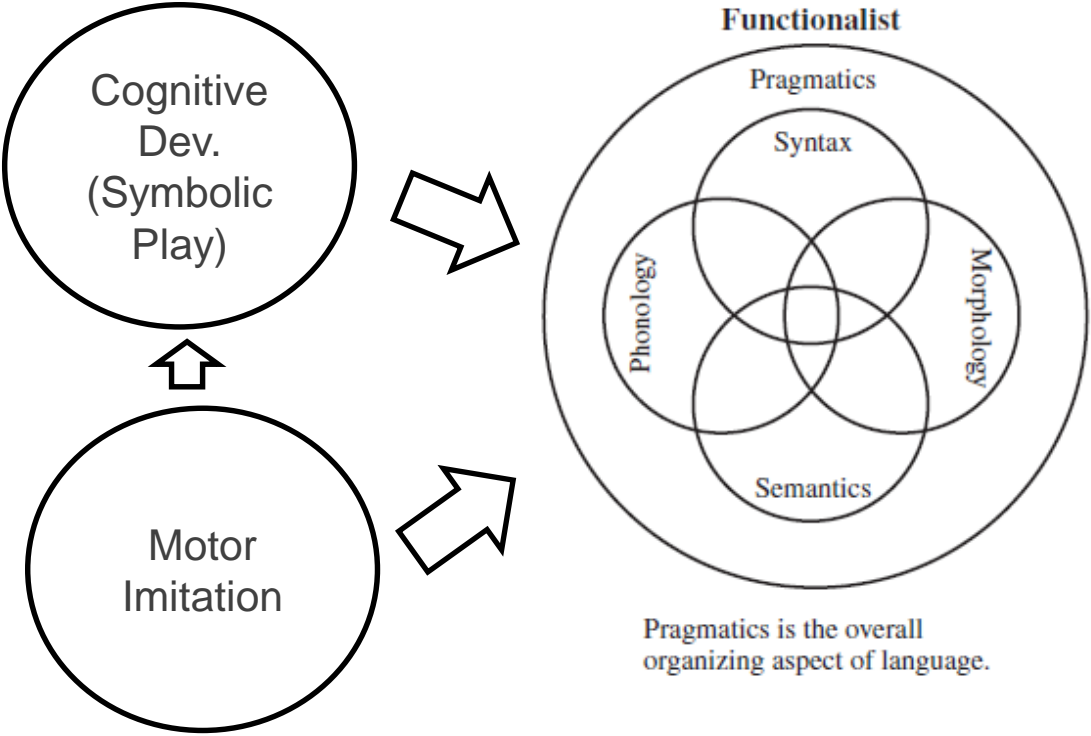 Cognitive
Dev.
(Symbolic
Play)
Motor
Imitation
Functionalist
Pragmatics
Syntax
Phonology
Morphology
Semantics
Pragmatics is the overall
organizing aspect of language.